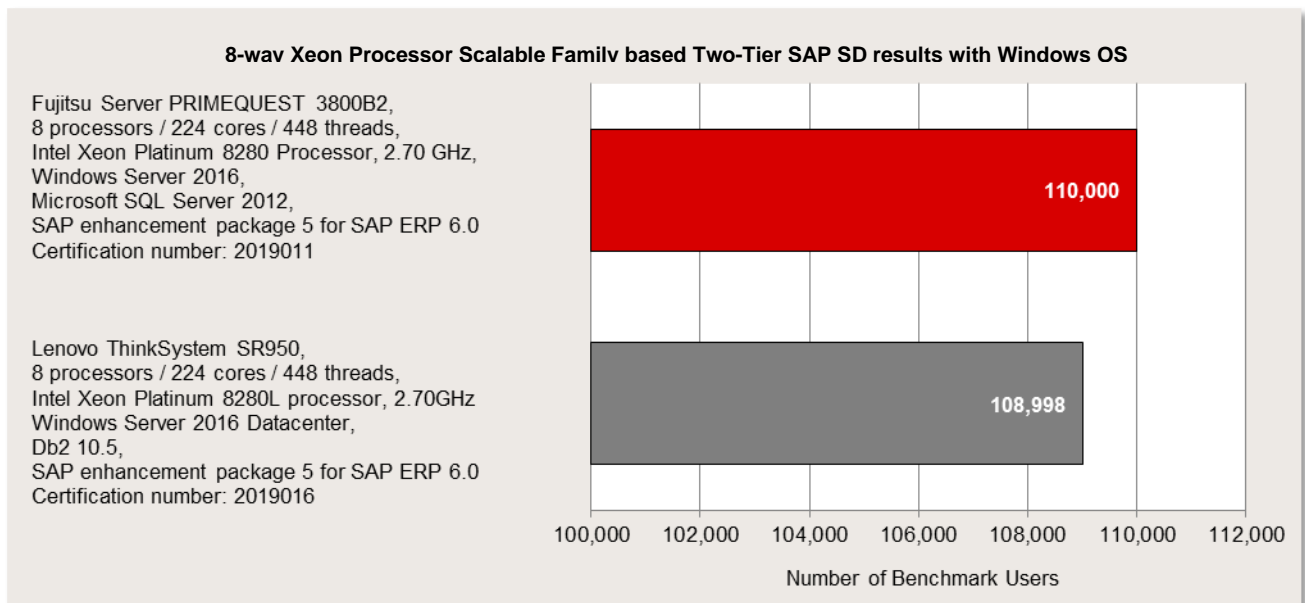 8-way Xeon Processor Scalable Family based Two-Tier SAP SD results with Windows OS
Fujitsu Server PRIMEQUEST 3800B2,
8 processors / 224 cores / 448 threads,
Intel Xeon Platinum 8280 Processor, 2.70 GHz,
Windows Server 2016,
Microsoft SQL Server 2012,
SAP enhancement package 5 for SAP ERP 6.0
Certification number: 2019011
110,000
Lenovo ThinkSystem SR950,
8 processors / 224 cores / 448 threads,
Intel Xeon Platinum 8280L processor, 2.70GHz
Windows Server 2016 Datacenter,
Db2 10.5,
SAP enhancement package 5 for SAP ERP 6.0
Certification number: 2019016
108,998
100,000 102,000 104,000 106,000 108,000 110,000 112,000
Number of Benchmark Users